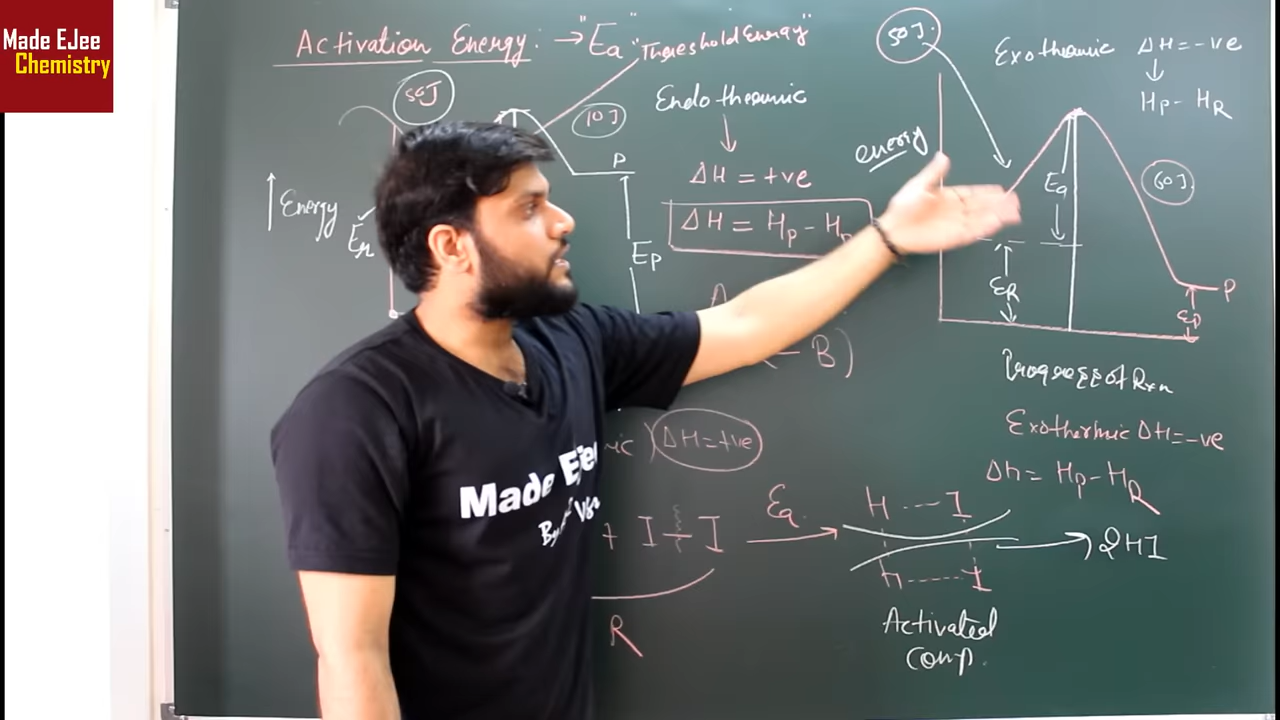 Made EJee
Chemistry
Activation Energy: → "Ea" "Threshold Energy"
50J
10J
Endothermic
ΔH = +ve
ΔH = Hp - HR
Energy
ER
P
Ep
50J.
Exothermic ΔH = -ve
Hp - HR
energy
Ea
60J.
ER
P
Ep
Progress of Rxn
A
B)
mic) ΔH=+ve
Exothermic ΔH=-ve
Δh = Hp - HR
+ I I
R
Ea
H --- I
H ------ I
2HI
Activated
Comp.
Made Ejee
By